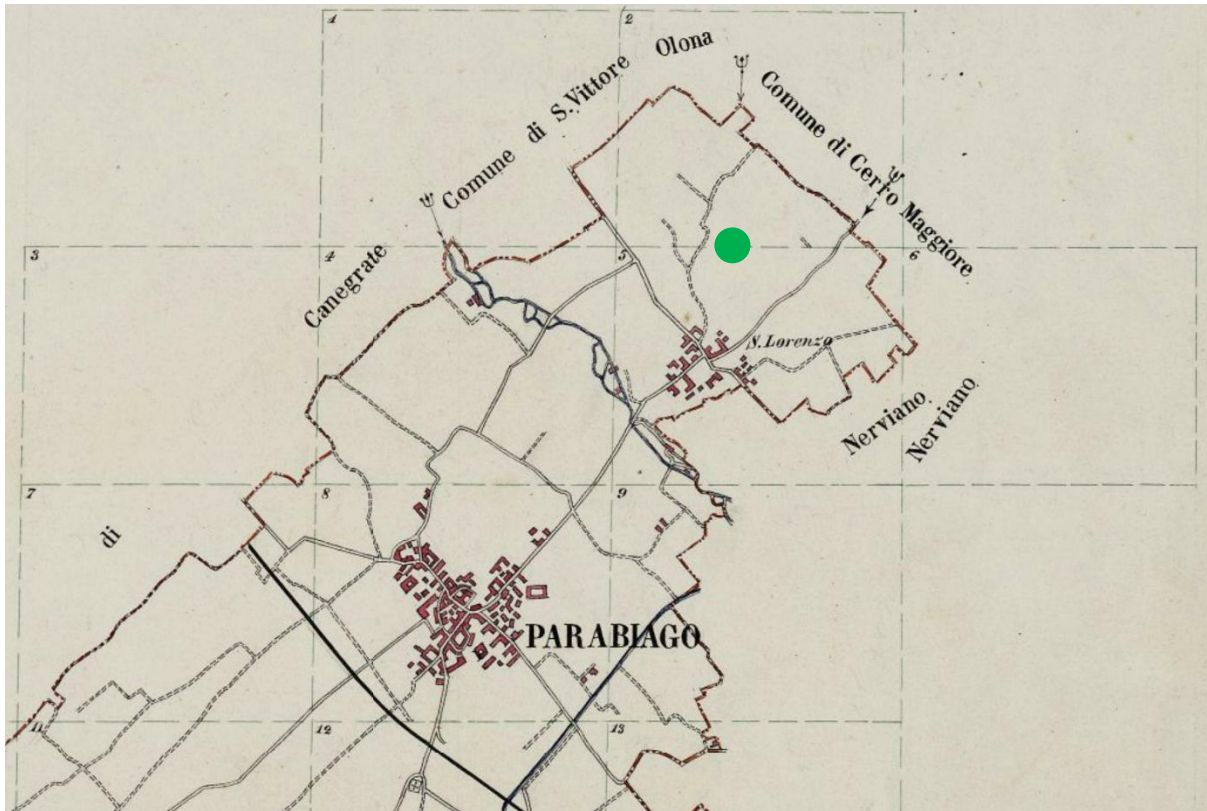 1
2
Comune di S. Vittore Olona
Comune di Cerro Maggiore
3
4
5
6
Canegrate
S. Lorenzo
Nerviano
Nerviano
7
8
9
di
PARABIAGO
11
12
13